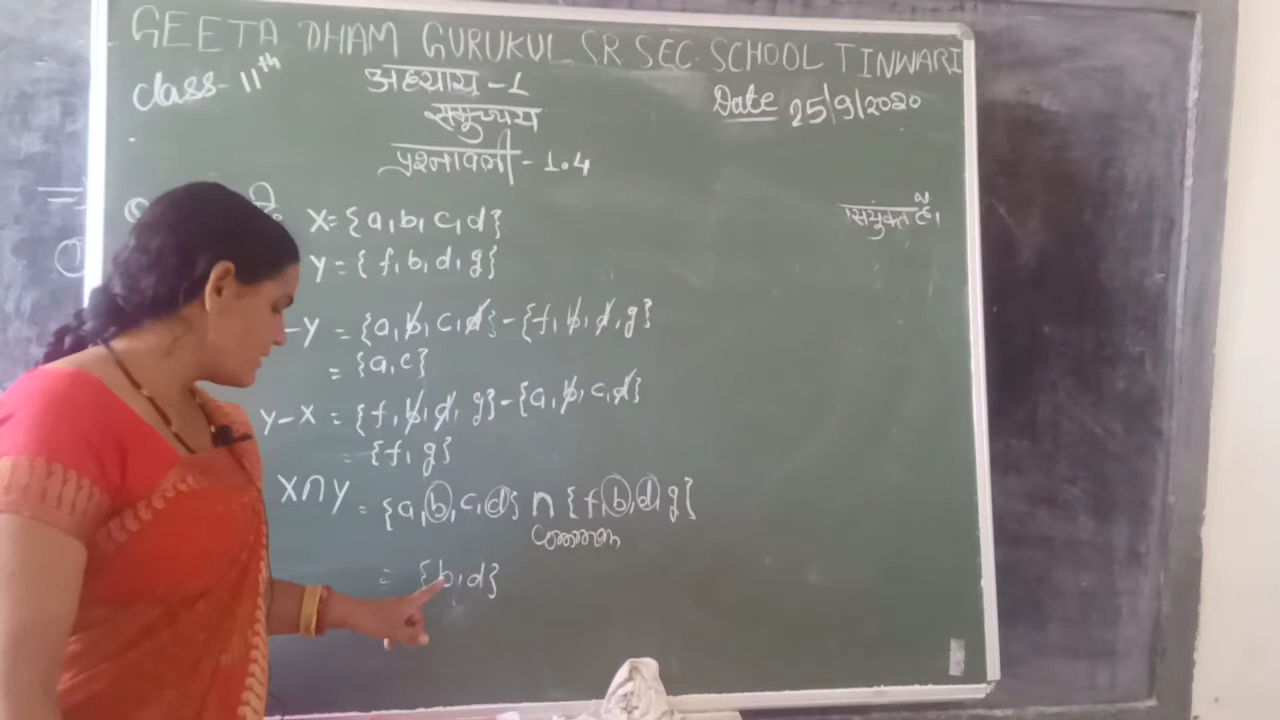 GEETA DHAM GURUKUL SR SEC. SCHOOL TINWARI
class- 11th
अध्याय -1
Date 25/9/2020
समुच्चय
प्रश्नावली - 1.4
X = {a, b, c, d}
संयुक्त है।
Y = { f, b, d, g}
-Y = {a, b, c, d} - {f, b, d, g}
= {a, c}
Y-X = {f, b, d, g} - {a, b, c, d}
= {f, g}
X∩Y = {a, b, c, d} ∩ {f, b, d, g}
common
= {b, d}